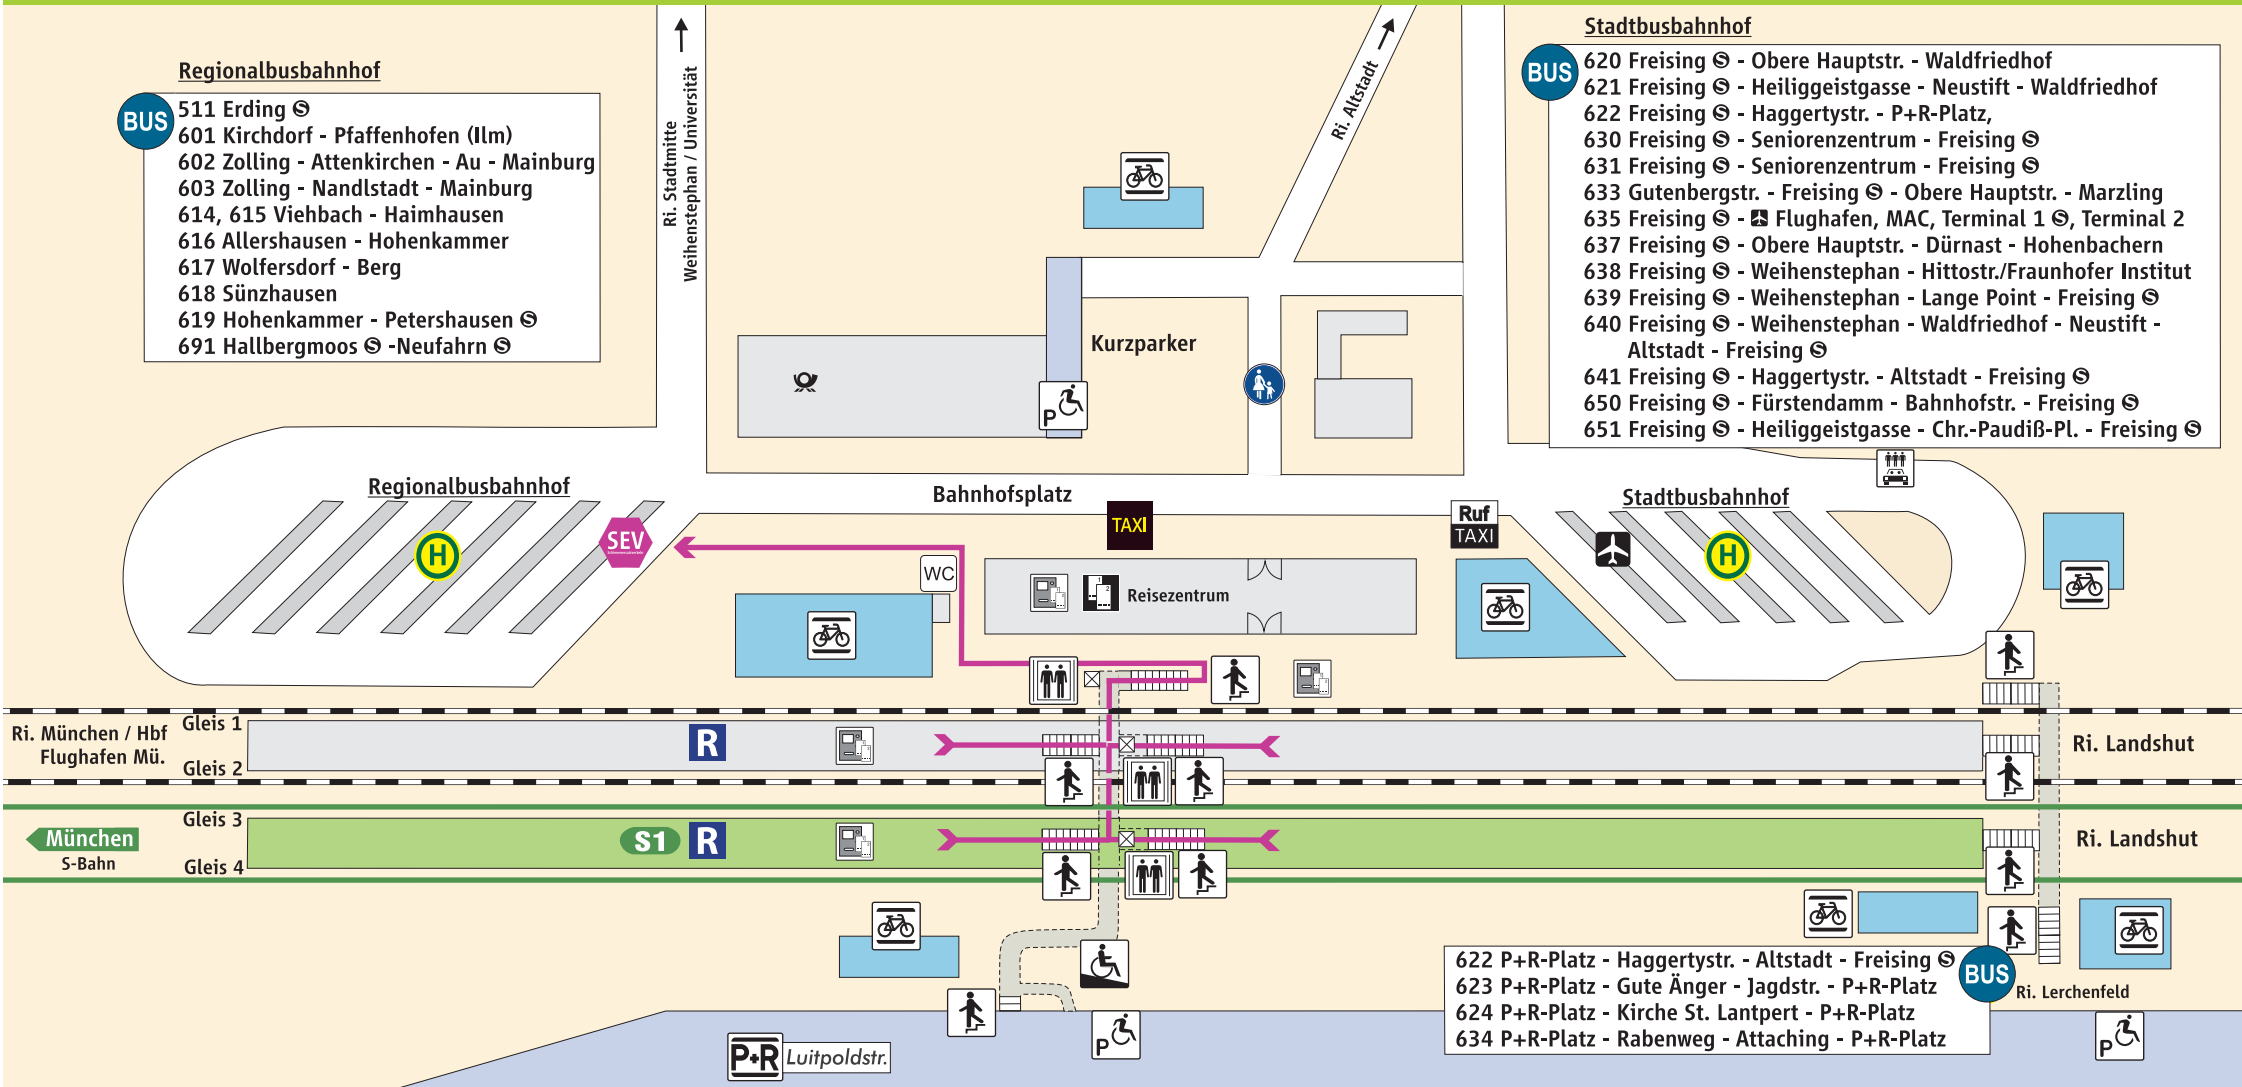 Regionalbusbahnhof
BUS
511 Erding S
601 Kirchdorf - Pfaffenhofen (Ilm)
602 Zolling - Attenkirchen - Au - Mainburg
603 Zolling - Nandlstadt - Mainburg
614, 615 Viehbach - Haimhausen
616 Allershausen - Hohenkammer
617 Wolfersdorf - Berg
618 Sünzhausen
619 Hohenkammer - Petershausen S
691 Hallbergmoos S -Neufahrn S
Ri. Stadtmitte
Weihenstephan / Universität
Ri. Altstadt
Stadtbusbahnhof
BUS
620 Freising S - Obere Hauptstr. - Waldfriedhof
621 Freising S - Heiliggeistgasse - Neustift - Waldfriedhof
622 Freising S - Haggertystr. - P+R-Platz,
630 Freising S - Seniorenzentrum - Freising S
631 Freising S - Seniorenzentrum - Freising S
633 Gutenbergstr. - Freising S - Obere Hauptstr. - Marzling
635 Freising S - Flughafen, MAC, Terminal 1 S, Terminal 2
637 Freising S - Obere Hauptstr. - Dürnast - Hohenbachern
638 Freising S - Weihenstephan - Hittostr./Fraunhofer Institut
639 Freising S - Weihenstephan - Lange Point - Freising S
640 Freising S - Weihenstephan - Waldfriedhof - Neustift -
Altstadt - Freising S
641 Freising S - Haggertystr. - Altstadt - Freising S
650 Freising S - Fürstendamm - Bahnhofstr. - Freising S
651 Freising S - Heiliggeistgasse - Chr.-Paudiß-Pl. - Freising S
Kurzparker
P
Regionalbusbahnhof
Bahnhofsplatz
Stadtbusbahnhof
H
SEV
TAXI
Ruf
TAXI
H
WC
1
2
Reisezentrum
Gleis 1
Ri. München / Hbf
Flughafen Mü.
Gleis 2
R
Ri. Landshut
Gleis 3
München
S-Bahn
Gleis 4
S1
R
Ri. Landshut
622 P+R-Platz - Haggertystr. - Altstadt - Freising S
623 P+R-Platz - Gute Änger - Jagdstr. - P+R-Platz
624 P+R-Platz - Kirche St. Lantpert - P+R-Platz
634 P+R-Platz - Rabenweg - Attaching - P+R-Platz
BUS
Ri. Lerchenfeld
P+R Luitpoldstr.
P
P